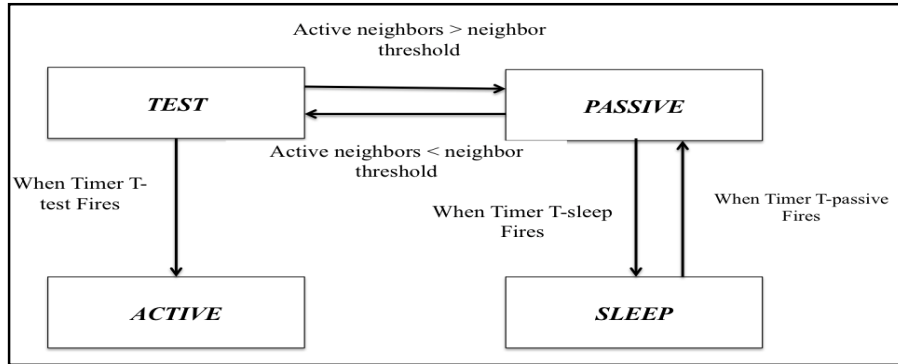 Active neighbors > neighbor
threshold
TEST
PASSIVE
Active neighbors < neighbor
threshold
When Timer T-
test Fires
When Timer T-sleep
Fires
When Timer T-passive
Fires
ACTIVE
SLEEP